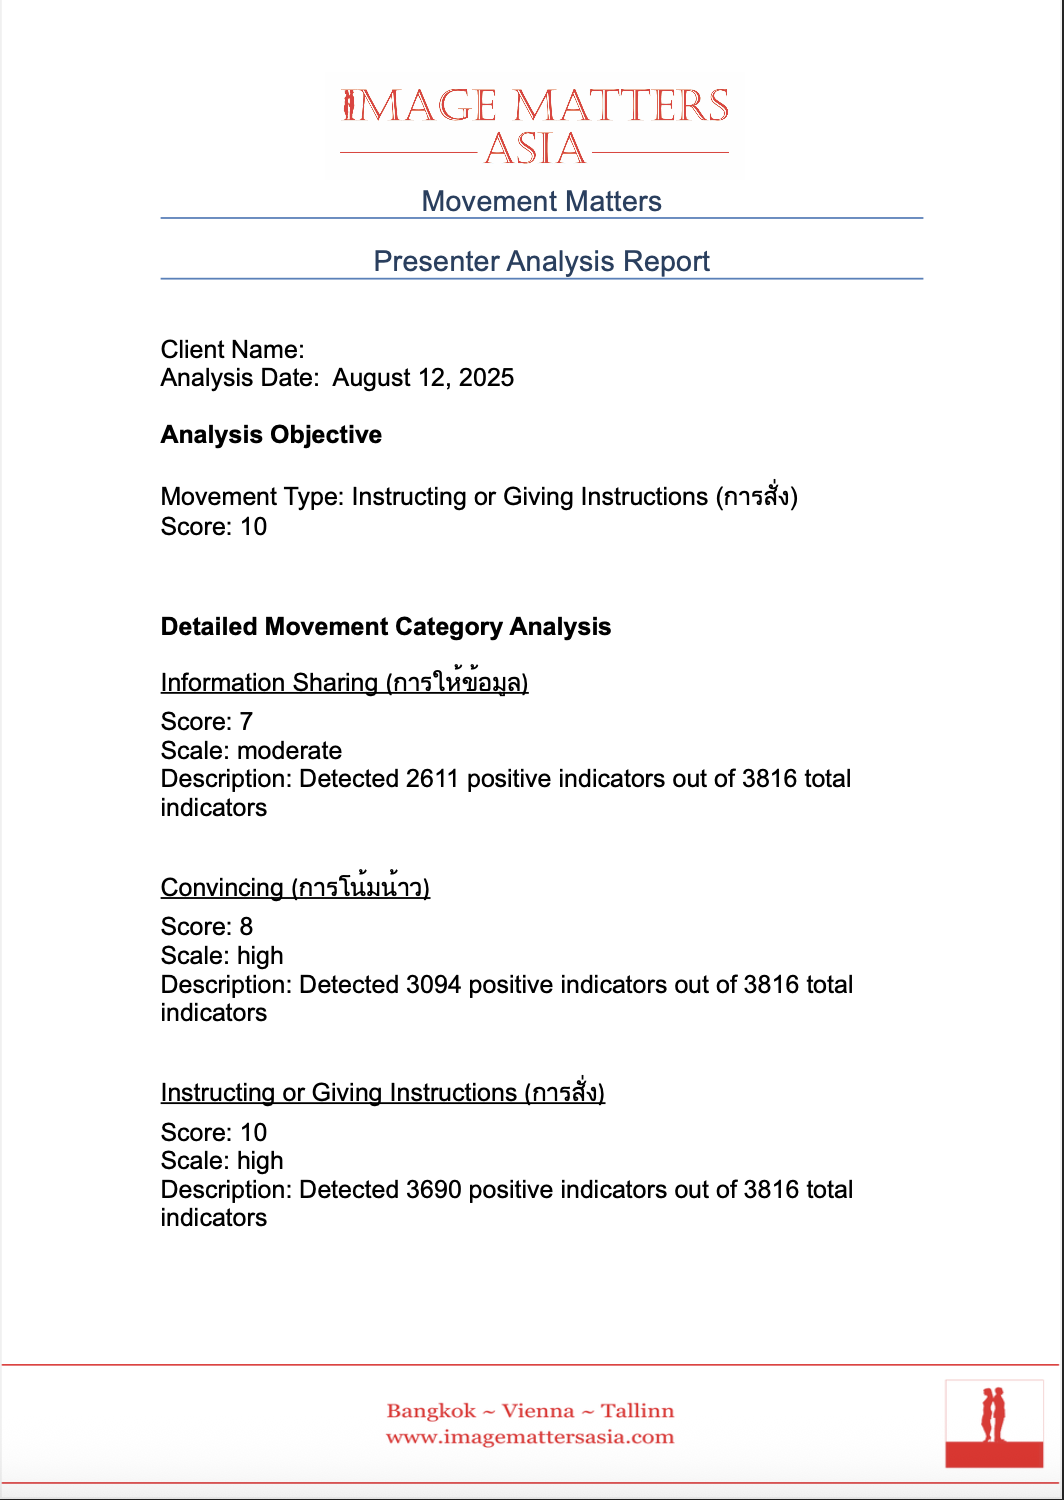 IMAGE MATTERS
ASIA
Movement Matters
Presenter Analysis Report
Client Name:
Analysis Date:  August 12, 2025
Analysis Objective
Movement Type: Instructing or Giving Instructions (การสั่ง)
Score: 10
Detailed Movement Category Analysis
Information Sharing (การให้ข้อมูล)
Score: 7
Scale: moderate
Description: Detected 2611 positive indicators out of 3816 total
indicators
Convincing (การโน้มน้าว)
Score: 8
Scale: high
Description: Detected 3094 positive indicators out of 3816 total
indicators
Instructing or Giving Instructions (การสั่ง)
Score: 10
Scale: high
Description: Detected 3690 positive indicators out of 3816 total
indicators
Bangkok ~ Vienna ~ Tallinn
www.imagemattersasia.com